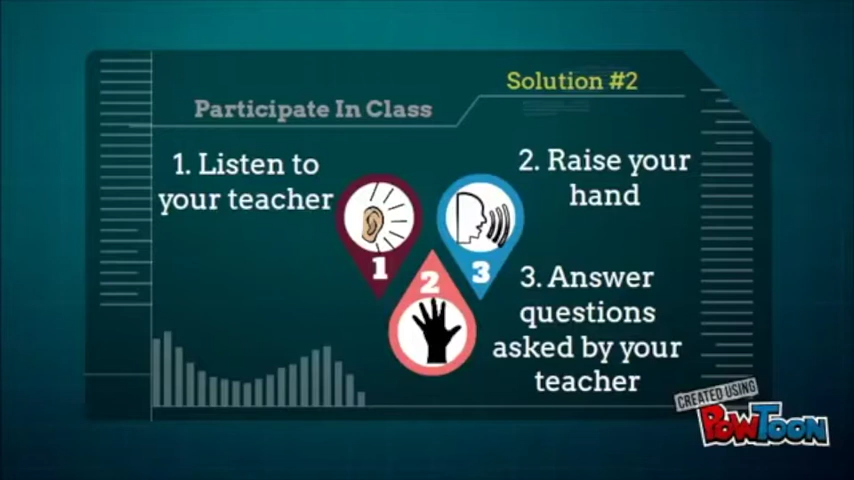 Solution #2
Participate In Class
1. Listen to
your teacher
2. Raise your
hand
1
2
3
3. Answer
questions
asked by your
teacher
CREATED USING
POWTOON